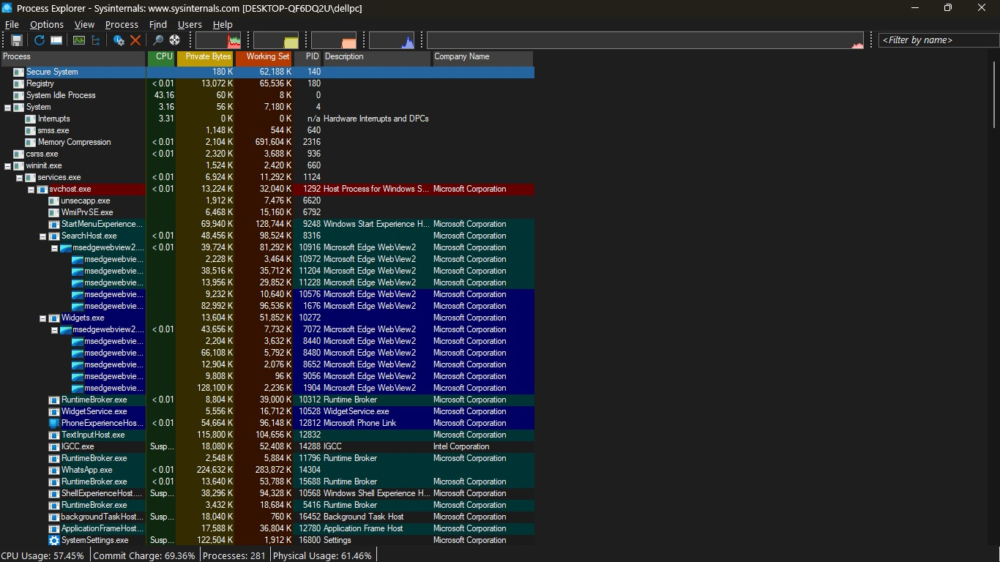 Process Explorer - Sysinternals: www.sysinternals.com [DESKTOP-QF6DQ2U\dellpc]
File Options View Process Find Users Help
<Filter by name>
Process CPU Private Bytes Working Set PID Description Company Name
Secure System 180 K 62,188 K 140
Registry < 0.01 13,072 K 65,536 K 180
System Idle Process 43.16 60 K 8 K 0
System 3.16 56 K 7,180 K 4
Interrupts 3.31 0 K 0 K n/a Hardware Interrupts and DPCs
smss.exe 1,148 K 544 K 640
Memory Compression < 0.01 2,104 K 691,604 K 2316
csrss.exe < 0.01 2,320 K 3,688 K 936
wininit.exe 1,524 K 2,420 K 660
services.exe < 0.01 6,924 K 11,292 K 1124
svchost.exe < 0.01 13,224 K 32,040 K 1292 Host Process for Windows S... Microsoft Corporation
unsecapp.exe 1,912 K 7,476 K 6620
WmiPrvSE.exe 6,468 K 15,160 K 6792
StartMenuExperience... 69,940 K 128,744 K 9248 Windows Start Experience H... Microsoft Corporation
SearchHost.exe < 0.01 48,456 K 98,524 K 8316 Microsoft Corporation
msedgewebview2.... < 0.01 39,724 K 81,292 K 10916 Microsoft Edge WebView2 Microsoft Corporation
msedgewebvie... 2,228 K 3,464 K 10972 Microsoft Edge WebView2 Microsoft Corporation
msedgewebvie... 38,516 K 35,712 K 11204 Microsoft Edge WebView2 Microsoft Corporation
msedgewebvie... 13,956 K 29,852 K 11228 Microsoft Edge WebView2 Microsoft Corporation
msedgewebvie... 9,232 K 10,640 K 10576 Microsoft Edge WebView2 Microsoft Corporation
msedgewebvie... 82,992 K 96,536 K 1676 Microsoft Edge WebView2 Microsoft Corporation
Widgets.exe 13,604 K 51,852 K 10272 Microsoft Corporation
msedgewebview2.... < 0.01 43,656 K 7,732 K 7072 Microsoft Edge WebView2 Microsoft Corporation
msedgewebvie... 2,204 K 3,632 K 8440 Microsoft Edge WebView2 Microsoft Corporation
msedgewebvie... 66,108 K 5,792 K 8480 Microsoft Edge WebView2 Microsoft Corporation
msedgewebvie... 12,904 K 2,076 K 8652 Microsoft Edge WebView2 Microsoft Corporation
msedgewebvie... 9,808 K 96 K 9056 Microsoft Edge WebView2 Microsoft Corporation
msedgewebvie... 128,100 K 2,236 K 1904 Microsoft Edge WebView2 Microsoft Corporation
RuntimeBroker.exe < 0.01 8,804 K 39,000 K 10312 Runtime Broker Microsoft Corporation
WidgetService.exe 5,556 K 16,712 K 10528 WidgetService.exe Microsoft Corporation
PhoneExperienceHos... < 0.01 54,664 K 96,148 K 12812 Microsoft Phone Link Microsoft Corporation
TextInputHost.exe 115,800 K 104,656 K 12832 Microsoft Corporation
IGCC.exe Susp... 18,080 K 52,408 K 14288 IGCC Intel Corporation
RuntimeBroker.exe 2,548 K 5,884 K 11796 Runtime Broker Microsoft Corporation
WhatsApp.exe < 0.01 224,632 K 283,872 K 14304
RuntimeBroker.exe < 0.01 13,640 K 53,788 K 15688 Runtime Broker Microsoft Corporation
ShellExperienceHost.... Susp... 38,296 K 94,328 K 10568 Windows Shell Experience H... Microsoft Corporation
RuntimeBroker.exe 3,432 K 18,684 K 5416 Runtime Broker Microsoft Corporation
backgroundTaskHost... Susp... 18,040 K 760 K 16452 Background Task Host Microsoft Corporation
ApplicationFrameHost... 17,588 K 36,804 K 12780 Application Frame Host Microsoft Corporation
SystemSettings.exe Susp... 122,504 K 1,912 K 16800 Settings Microsoft Corporation
CPU Usage: 57.45% Commit Charge: 69.36% Processes: 281 Physical Usage: 61.46%